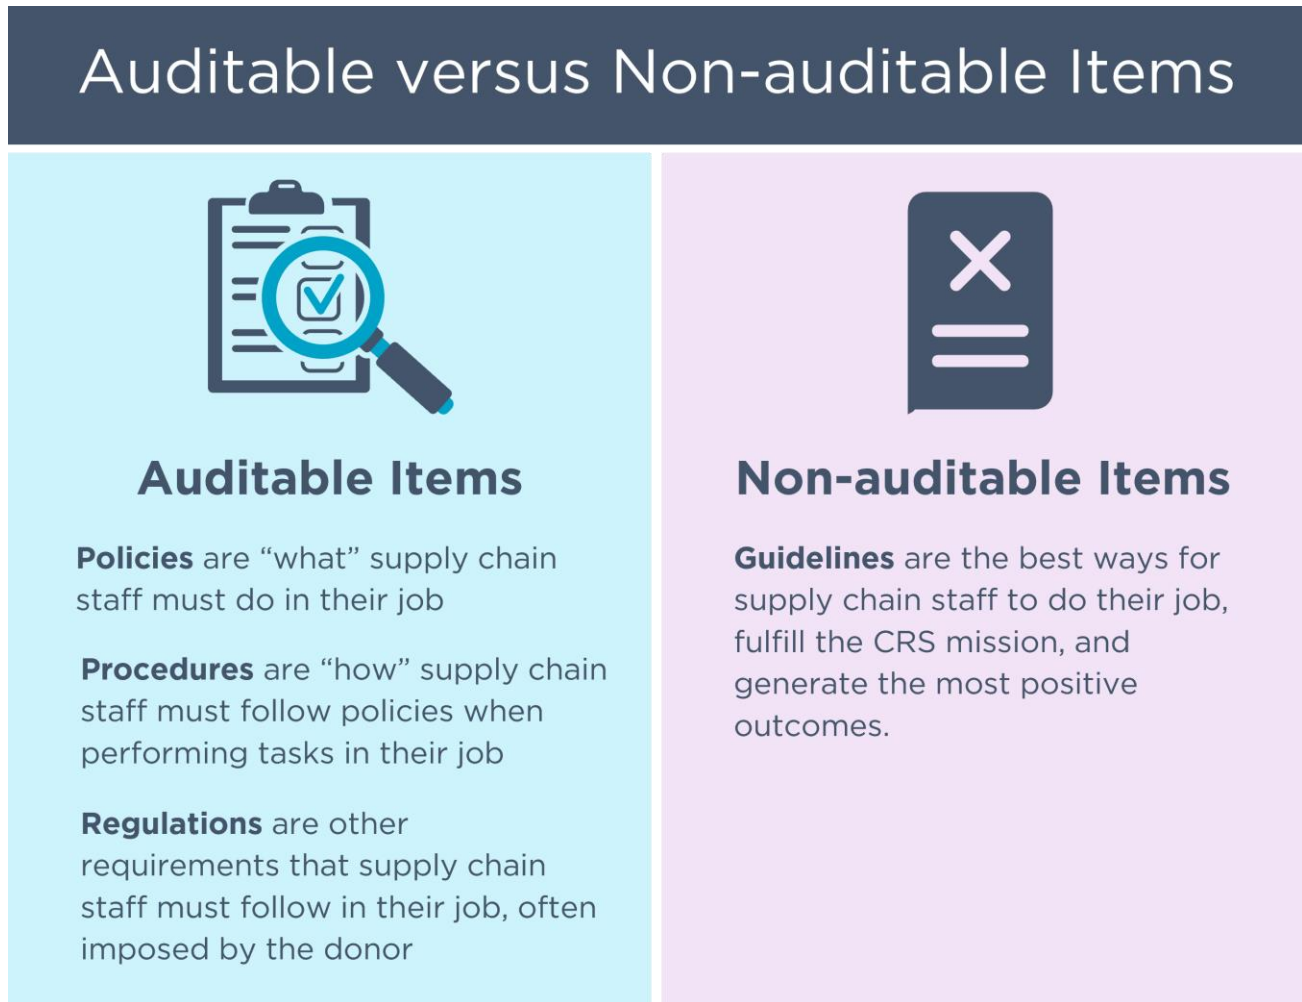 Auditable versus Non-auditable Items
Auditable Items
Policies are “what” supply chain
staff must do in their job
Procedures are “how” supply chain
staff must follow policies when
performing tasks in their job
Regulations are other
requirements that supply chain
staff must follow in their job, often
imposed by the donor
Non-auditable Items
Guidelines are the best ways for
supply chain staff to do their job,
fulfill the CRS mission, and
generate the most positive
outcomes.